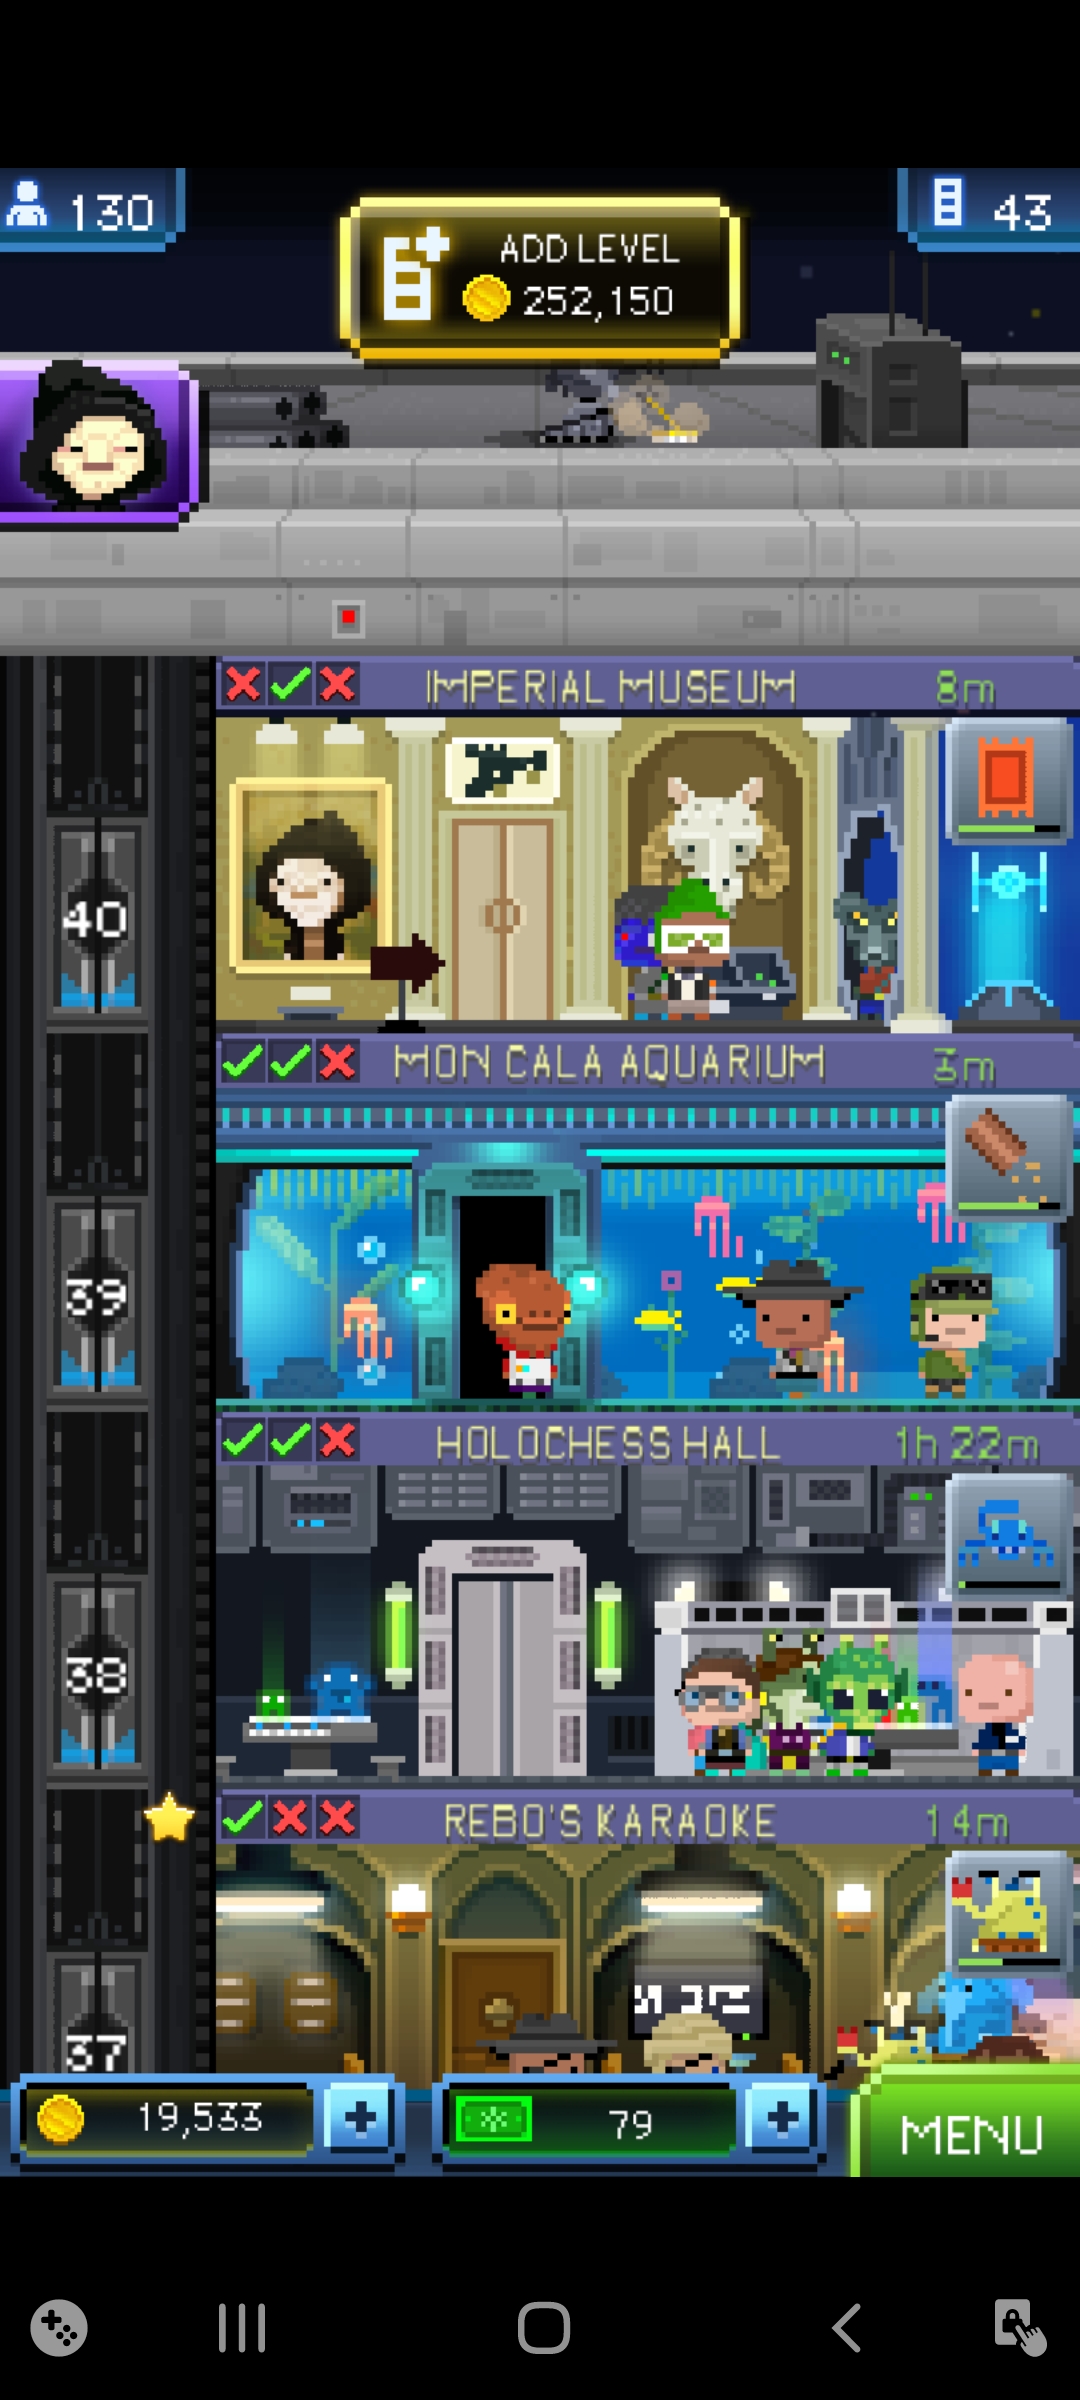 130
ADD LEVEL
252,150
43
IMPERIAL MUSEUM 8m
40
MON CALA AQUARIUM 3m
39
HOLOCHESS HALL 1h 22m
38
REBO'S KARAOKE 14m
37
19,533
79
MENU